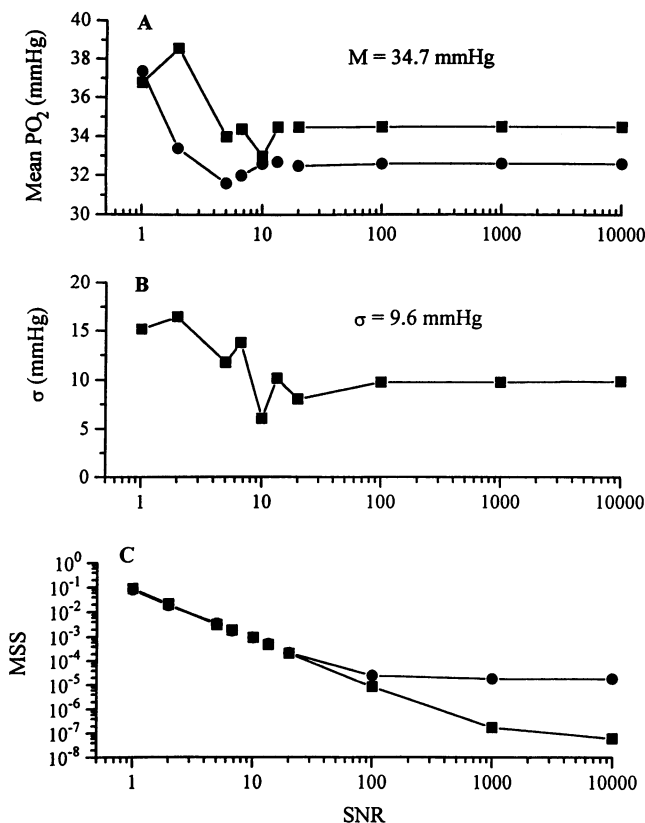 A
M = 34.7 mmHg
Mean PO₂ (mmHg)
40
38
36
34
32
30
1 10 100 1000 10000
B
σ = 9.6 mmHg
σ (mmHg)
20
15
10
5
0
1 10 100 1000 10000
C
MSS
10⁰
10⁻¹
10⁻²
10⁻³
10⁻⁴
10⁻⁵
10⁻⁶
10⁻⁷
10⁻⁸
1 10 100 1000 10000
SNR